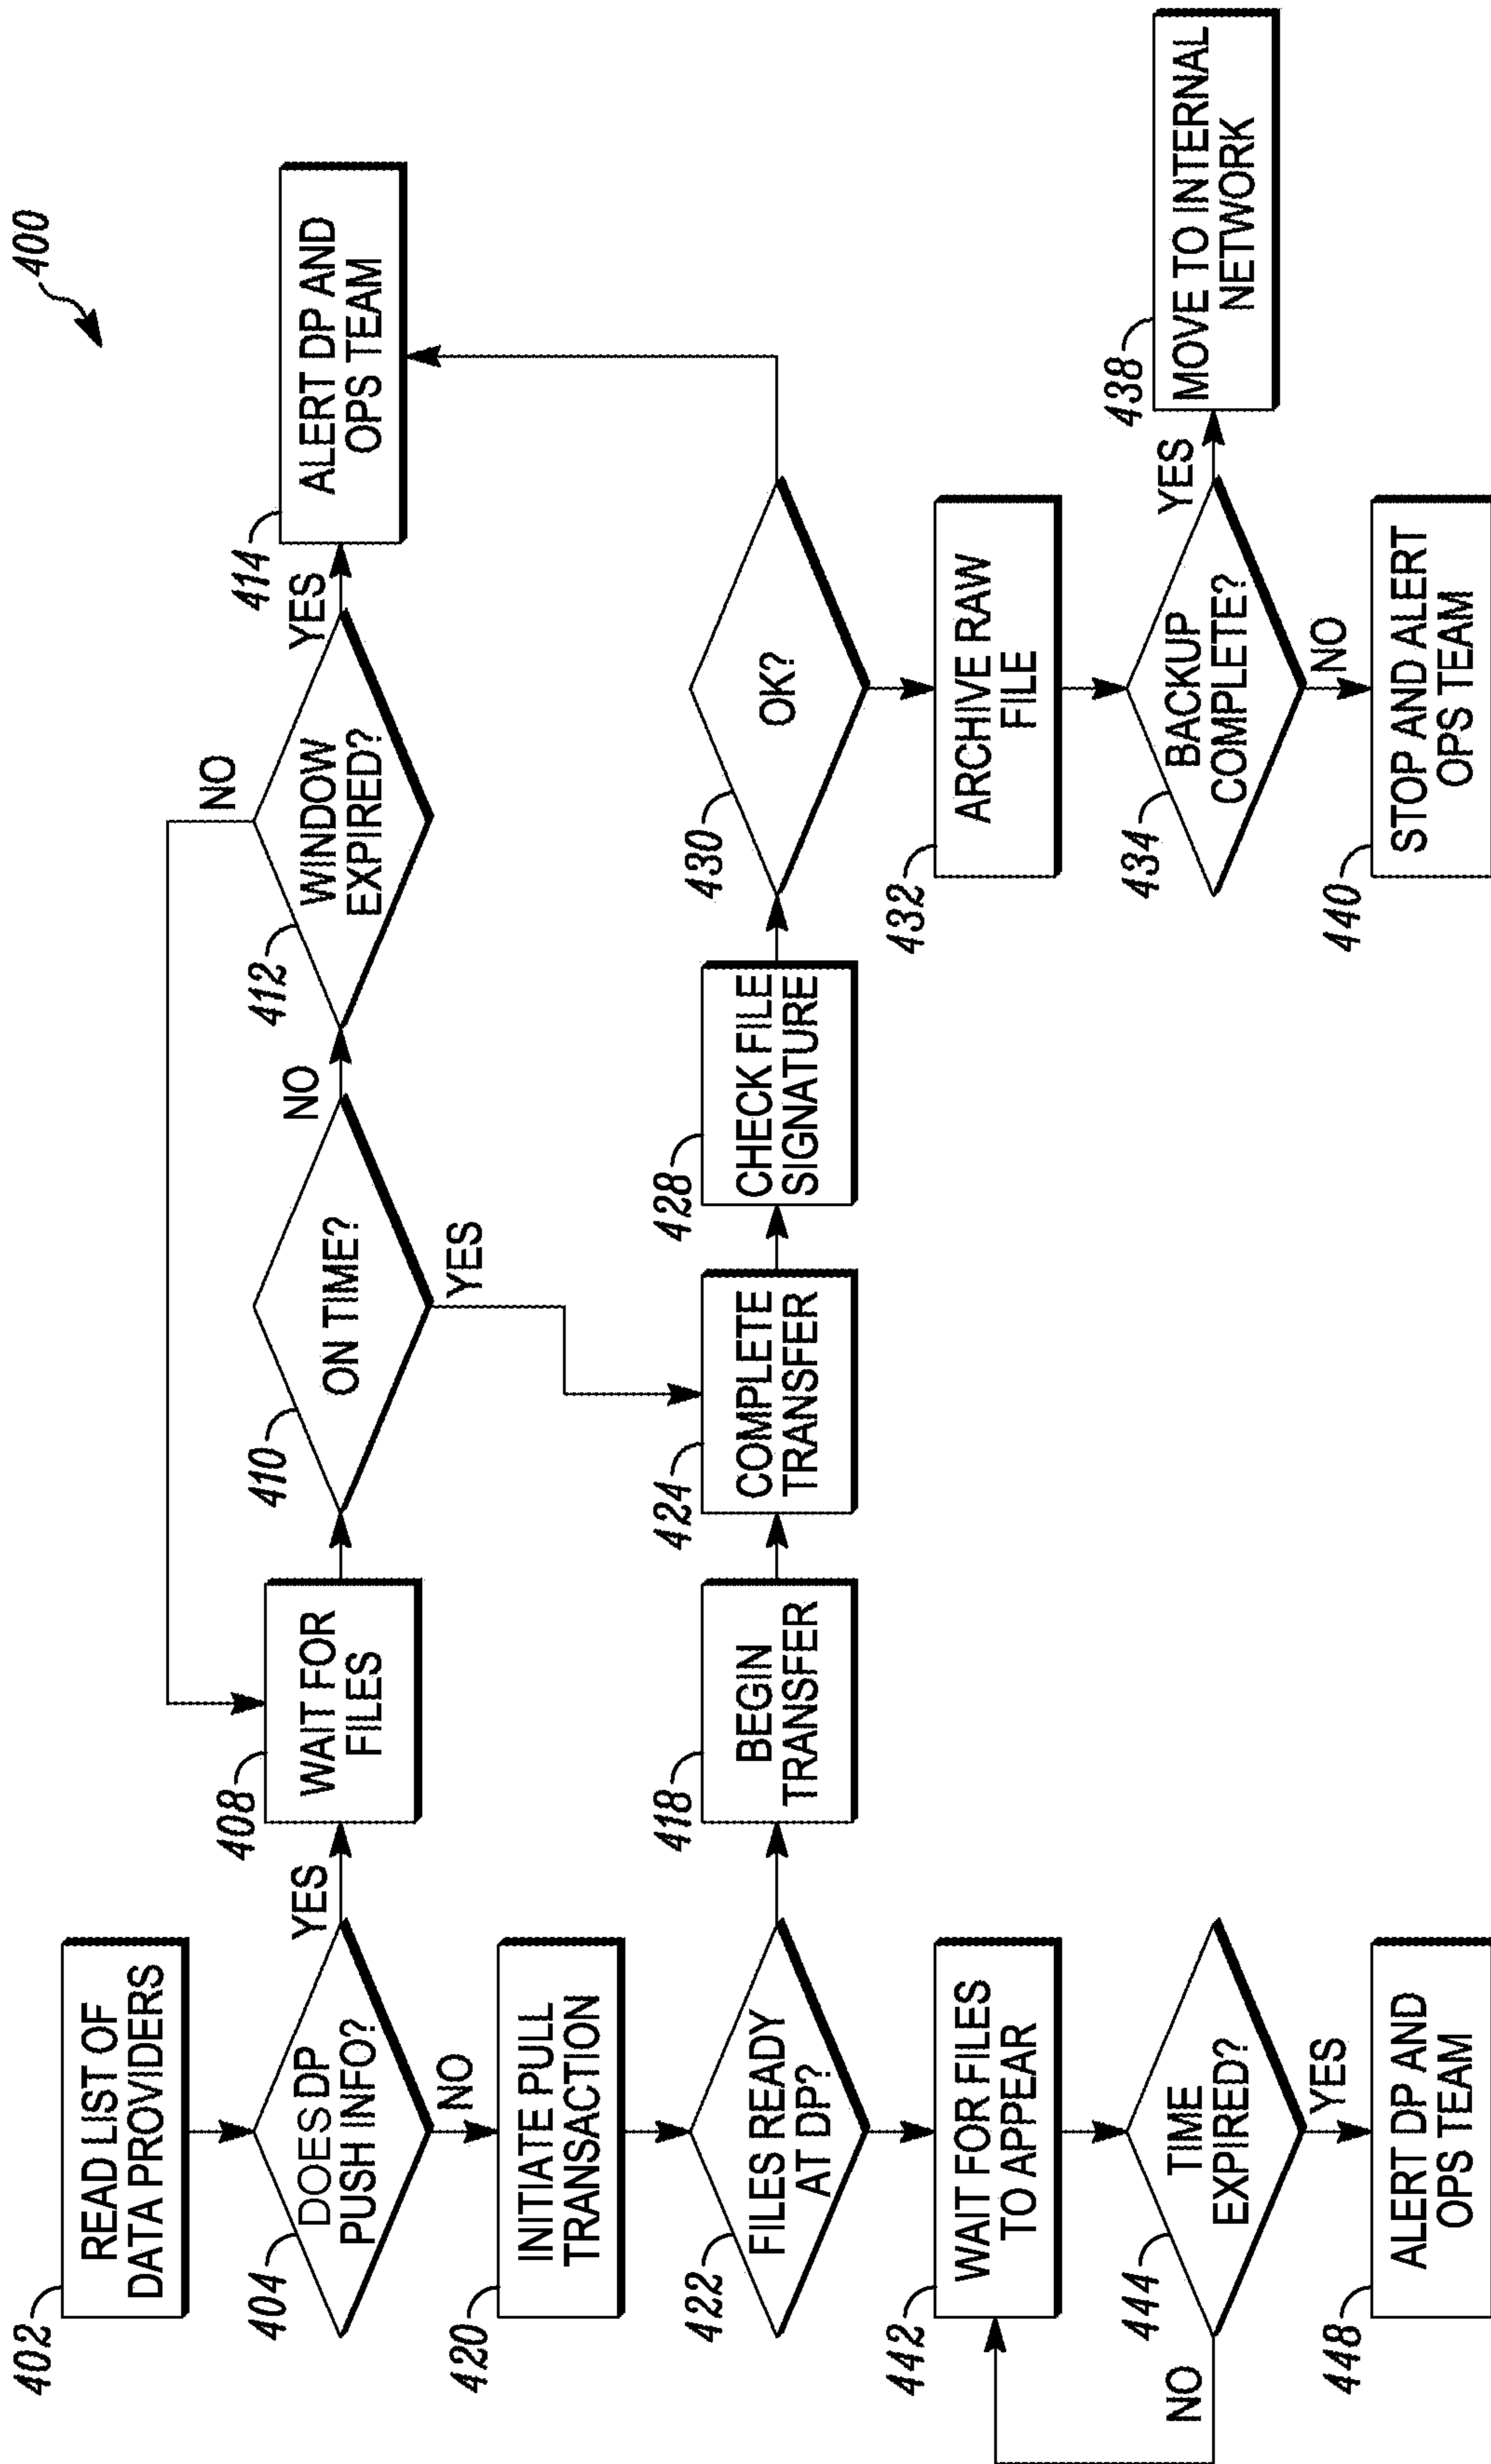 400
402
READ LIST OF
DATA PROVIDERS
404
DOES DP
PUSH INFO?
YES
NO
408
WAIT FOR
FILES
410
ON TIME?
NO
YES
412
WINDOW
EXPIRED?
NO
YES
414
ALERT DP AND
OPS TEAM
420
INITIATE PULL
TRANSACTION
422
FILES READY
AT DP?
418
BEGIN
TRANSFER
424
COMPLETE
TRANSFER
428
CHECK FILE
SIGNATURE
430
OK?
432
ARCHIVE RAW
FILE
434
BACKUP
COMPLETE?
YES
NO
438
MOVE TO INTERNAL
NETWORK
440
STOP AND ALERT
OPS TEAM
442
WAIT FOR FILES
TO APPEAR
444
TIME
EXPIRED?
NO
YES
448
ALERT DP AND
OPS TEAM